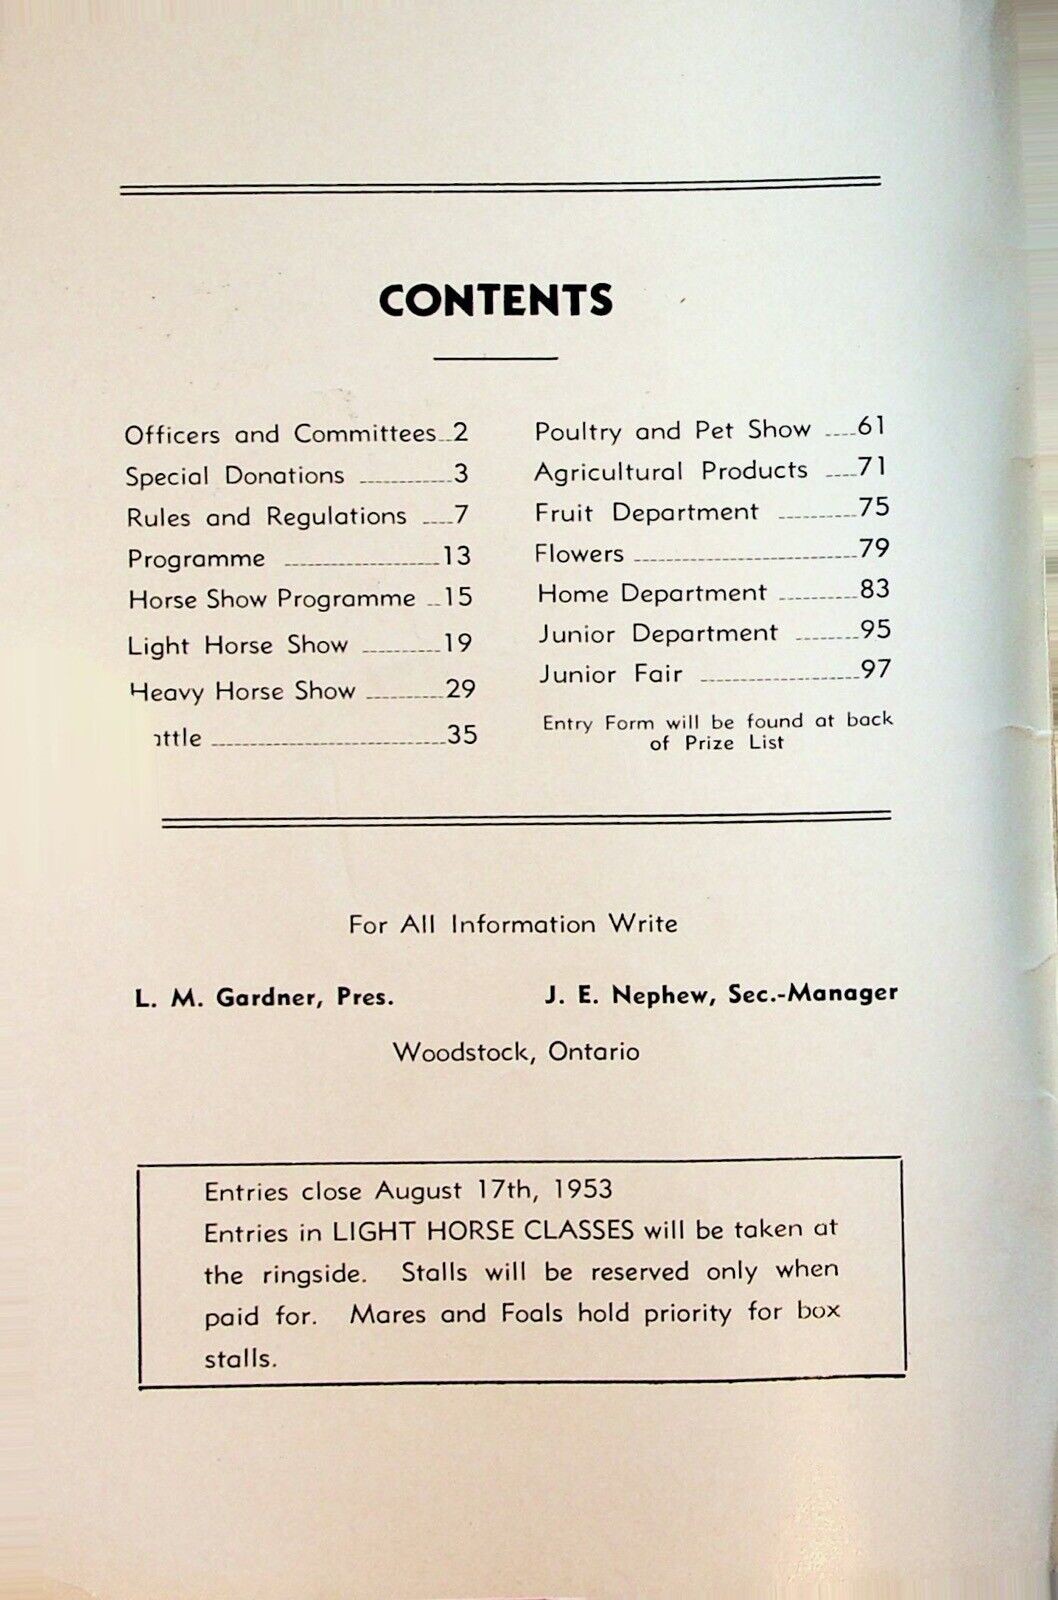 CONTENTS
Officers and Committees 2
Special Donations 3
Rules and Regulations 7
Programme 13
Horse Show Programme 15
Light Horse Show 19
Heavy Horse Show 29
attle 35
Poultry and Pet Show 61
Agricultural Products 71
Fruit Department 75
Flowers 79
Home Department 83
Junior Department 95
Junior Fair 97
Entry Form will be found at back
of Prize List
For All Information Write
L. M. Gardner, Pres. J. E. Nephew, Sec.-Manager
Woodstock, Ontario
Entries close August 17th, 1953
Entries in LIGHT HORSE CLASSES will be taken at
the ringside. Stalls will be reserved only when
paid for. Mares and Foals hold priority for box
stalls.